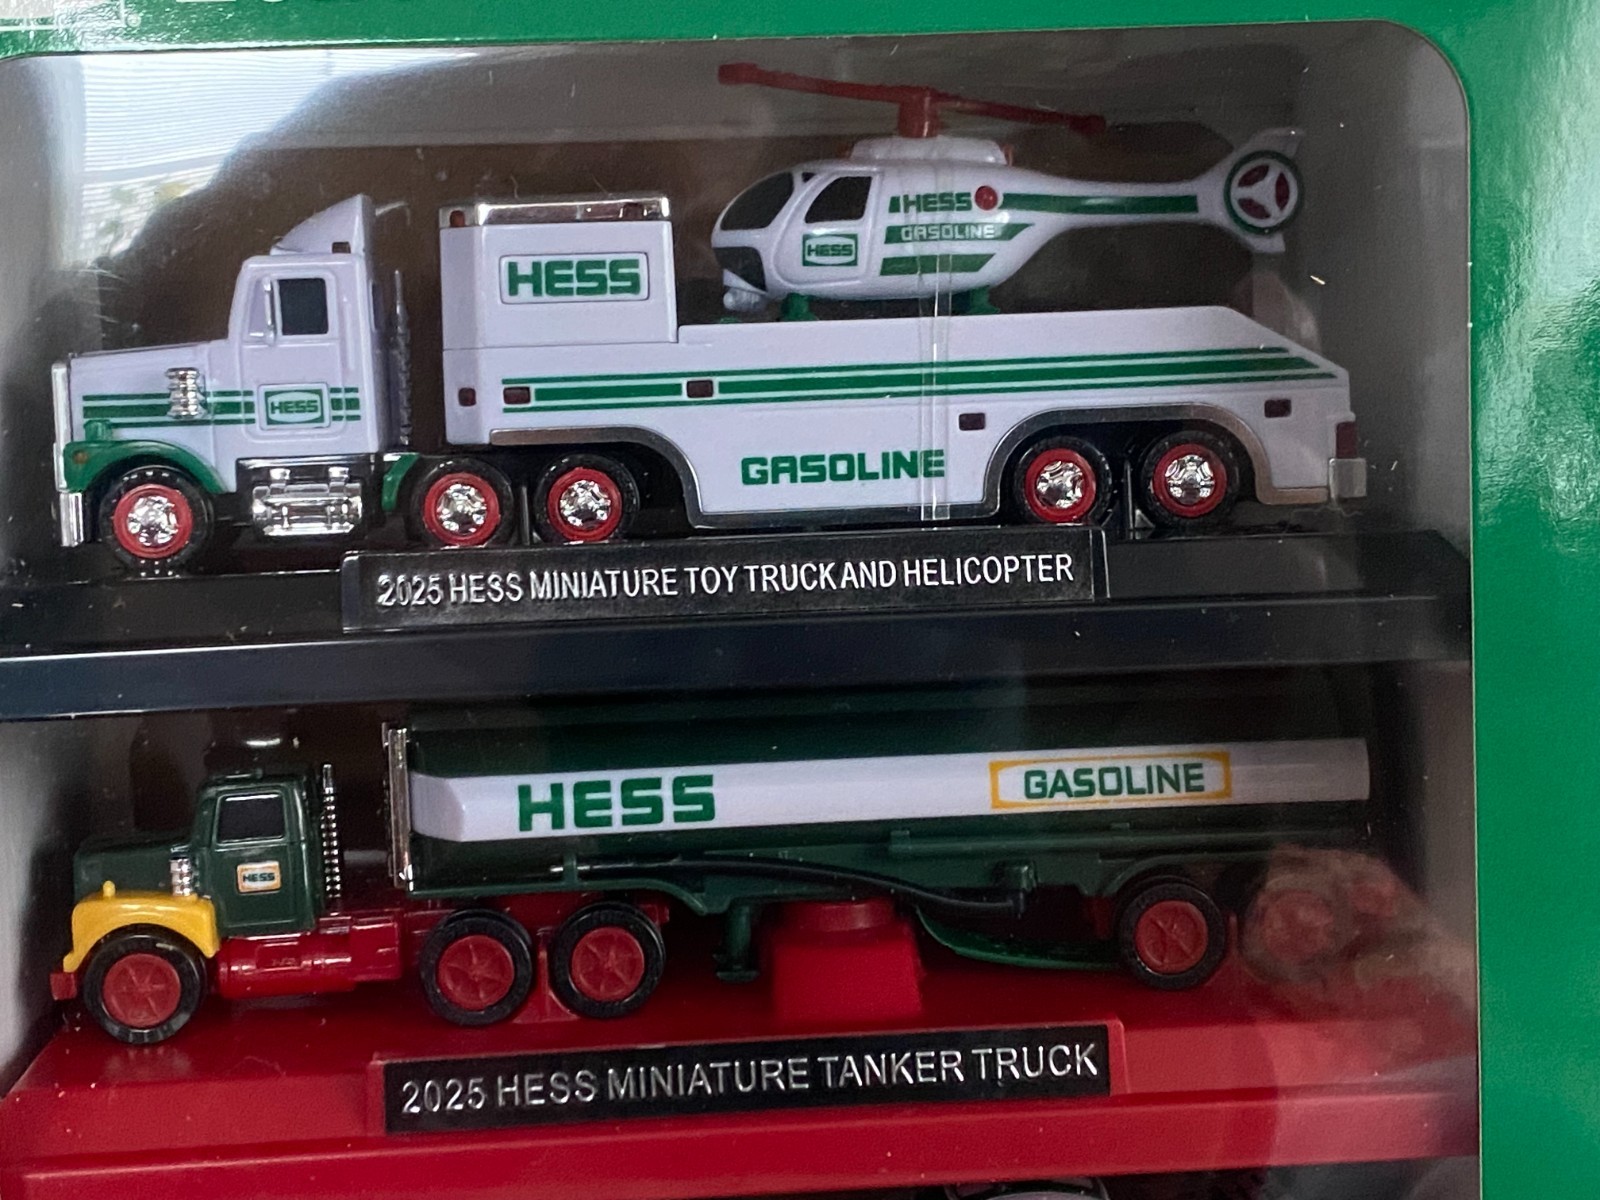 HESS
GASOLINE
HESS
HESS
HESS
GASOLINE
2025 HESS MINIATURE TOY TRUCK AND HELICOPTER
HESS
GASOLINE
HESS
2025 HESS MINIATURE TANKER TRUCK